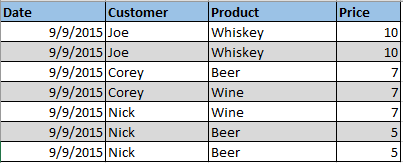 Date Customer Product Price
9/9/2015 Joe Whiskey 10
9/9/2015 Joe Whiskey 10
9/9/2015 Corey Beer 7
9/9/2015 Corey Wine 7
9/9/2015 Nick Wine 7
9/9/2015 Nick Beer 5
9/9/2015 Nick Beer 5